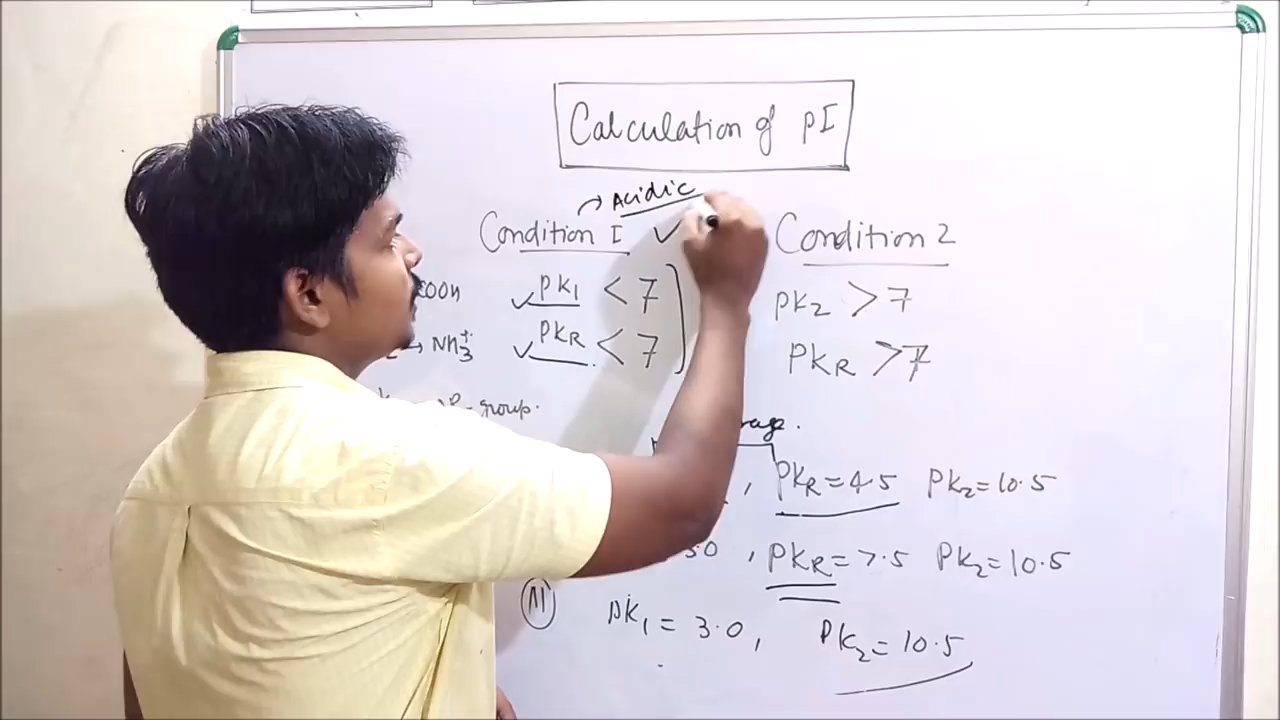 Calculation of pI
→ Acidic
Condition I ✓ Condition 2
COOH ✓ pK1 < 7 pK2 > 7
→ NH3+ ✓ pKR < 7 pKR > 7
group.
, pKR = 4.5 pK2 = 10.5
3.0 , pKR = 7.5 pK2 = 10.5
pK1 = 3.0, pK2 = 10.5